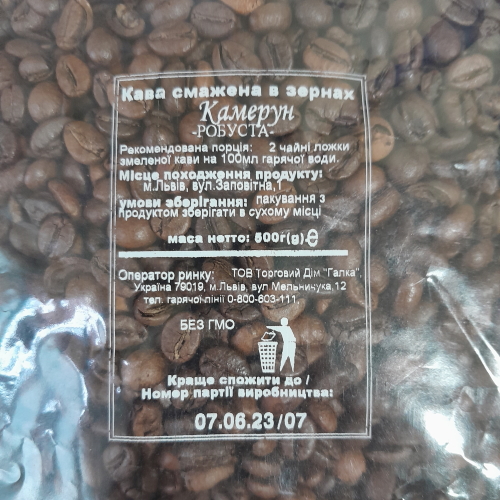 Кава смажена в зернах
Камерун
-РОБУСТА-
Рекомендована порція: 2 чайні ложки
змеленої кави на 100мл гарячої води.
Місце походження продукту:
м.Львів, вул.Заповітна,1
умови зберігання: пакування з
продуктом зберігати в сухому місці
маса нетто: 500г(g).℮
Оператор ринку: ТОВ Торговий Дім "Галка",
Україна 79019, м.Львів, вул Мельничука,12
тел. гарячої лінії 0-800-603-111,
БЕЗ ГМО
Краще спожити до /
Номер партії виробництва:
07.06.23/07